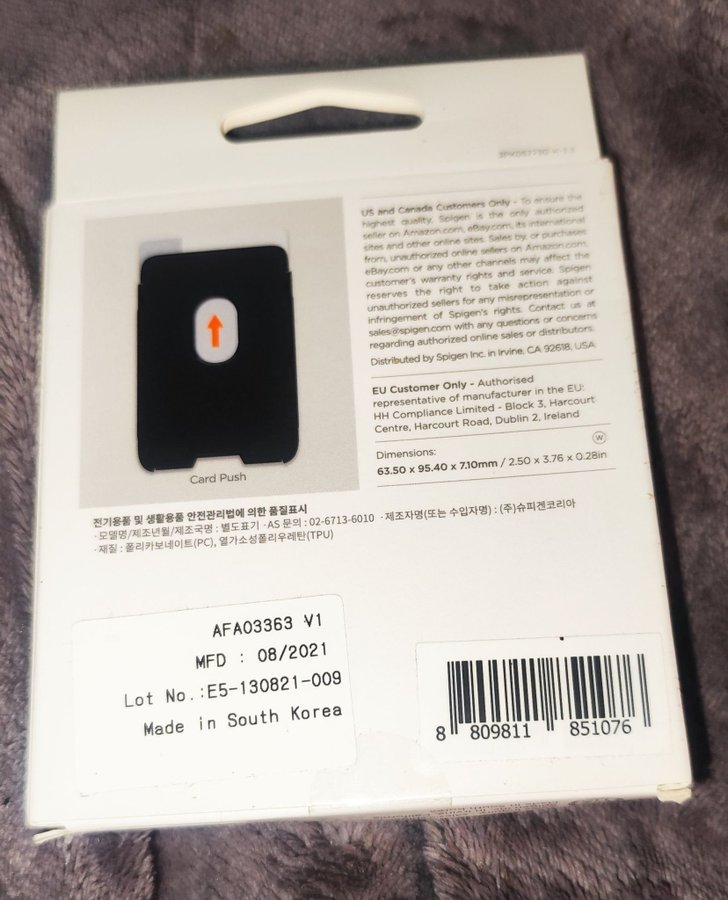 US and Canada Customers Only - To ensure the
highest quality, Spigen is the only authorized
seller on Amazon.com, eBay.com, its international
sites and other online sites. Sales by, or purchases
from, unauthorized online sellers on Amazon.com,
eBay.com or any other channels may affect the
customer's warranty rights and service. Spigen
reserves the right to take action against
unauthorized sellers for any misrepresentation or
infringement of Spigen's rights. Contact us at
sales@spigen.com with any questions or concerns
regarding authorized online sales or distributors.
Distributed by Spigen Inc. in Irvine, CA 92618, USA
EU Customer Only - Authorised
representative of manufacturer in the EU:
HH Compliance Limited - Block 3, Harcourt
Centre, Harcourt Road, Dublin 2, Ireland
W
Dimensions:
63.50 x 95.40 x 7.10mm / 2.50 x 3.76 x 0.28in
Card Push
전기용품 및 생활용품 안전관리법에 의한 품질표시
·모델명/제조년월/제조국명 : 별도표기 ·AS 문의 : 02-6713-6010 ·제조자명(또는 수입자명) : (주)슈피겐코리아
·재질 : 폴리카보네이트(PC), 열가소성폴리우레탄(TPU)
AFA03363 V1
MFD : 08/2021
Lot No.:E5-130821-009
Made in South Korea
8 809811 851076